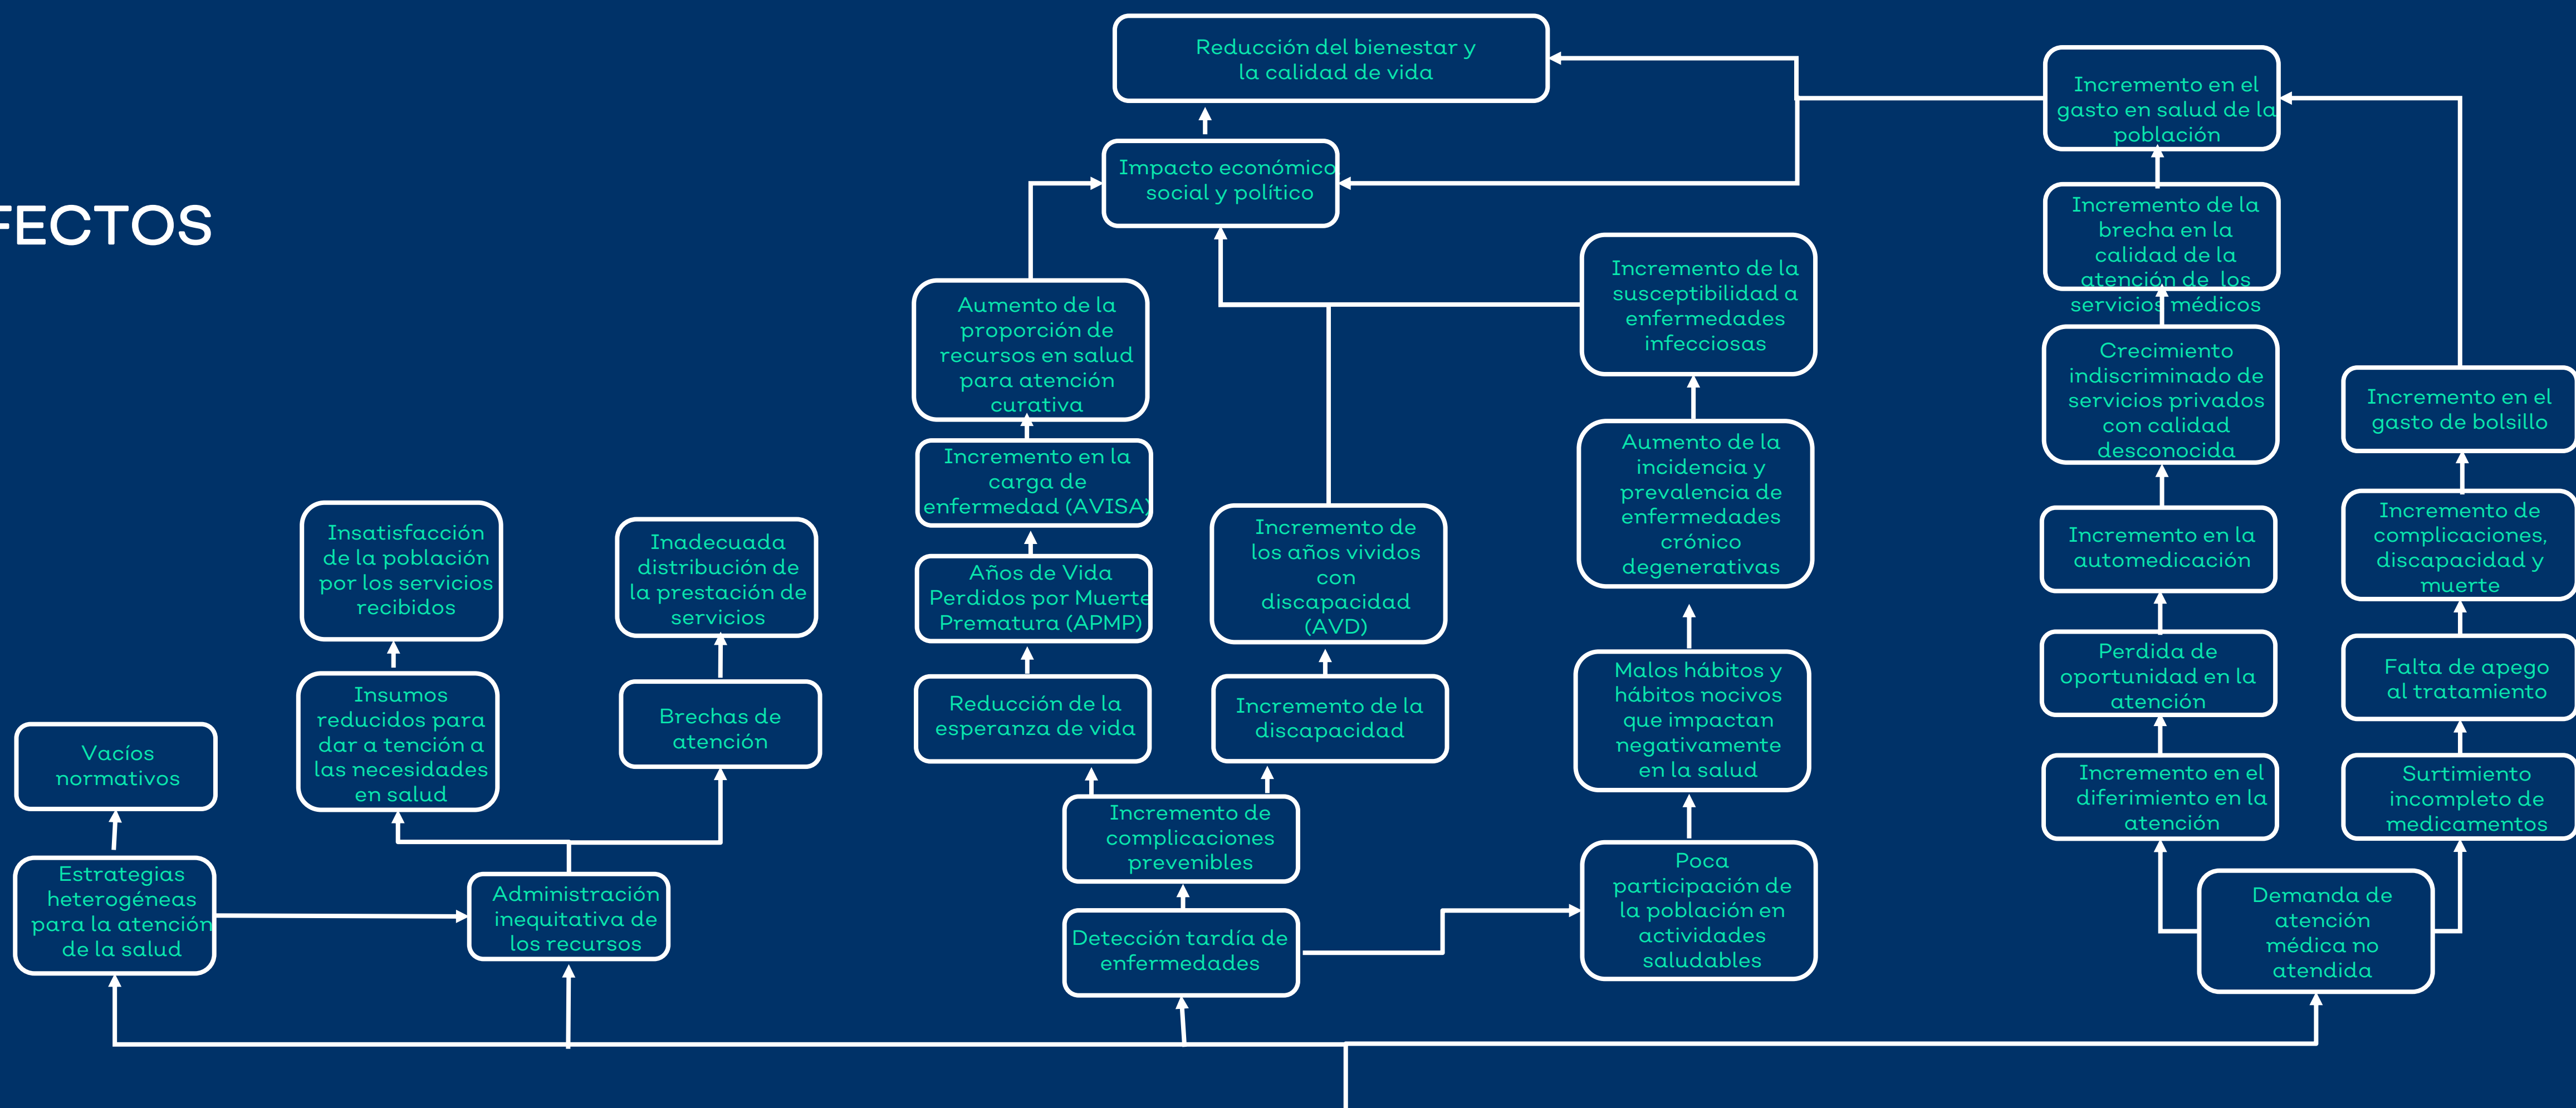 Reducción del bienestar y
la calidad de vida
Incremento en el
gasto en salud de la
población
Impacto económico
social y político
Incremento de la
brecha en la
calidad de la
atención de los
servicios médicos
FECTOS
Incremento de la
susceptibilidad a
enfermedades
infecciosas
Aumento de la
proporción de
recursos en salud
para atención
curativa
Crecimiento
indiscriminado de
servicios privados
con calidad
desconocida
Incremento en el
gasto de bolsillo
Incremento en la
carga de
enfermedad (AVISA)
Aumento de la
incidencia y
prevalencia de
enfermedades
crónico
degenerativas
Insatisfacción
de la población
por los servicios
recibidos
Inadecuada
distribución de
la prestación de
servicios
Incremento de
los años vividos
con
discapacidad
(AVD)
Incremento en la
automedicación
Incremento de
complicaciones,
discapacidad y
muerte
Años de Vida
Perdidos por Muerte
Prematura (APMP)
Perdida de
oportunidad en la
atención
Falta de apego
al tratamiento
Insumos
reducidos para
dar a tención a
las necesidades
en salud
Brechas de
atención
Reducción de la
esperanza de vida
Incremento de la
discapacidad
Malos hábitos y
hábitos nocivos
que impactan
negativamente
en la salud
Vacíos
normativos
Incremento en el
diferimiento en la
atención
Surtimiento
incompleto de
medicamentos
Incremento de
complicaciones
prevenibles
Estrategias
heterogéneas
para la atención
de la salud
Administración
inequitativa de
los recursos
Detección tardía de
enfermedades
Poca
participación de
la población en
actividades
saludables
Demanda de
atención
médica no
atendida